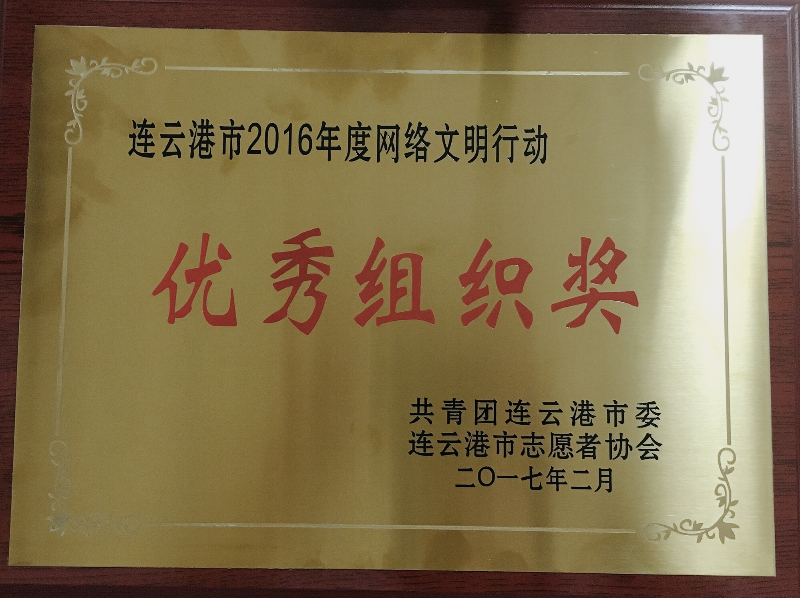 连云港市2016年度网络文明行动
优秀组织奖
共青团连云港市委
连云港市志愿者协会
二〇一七年二月